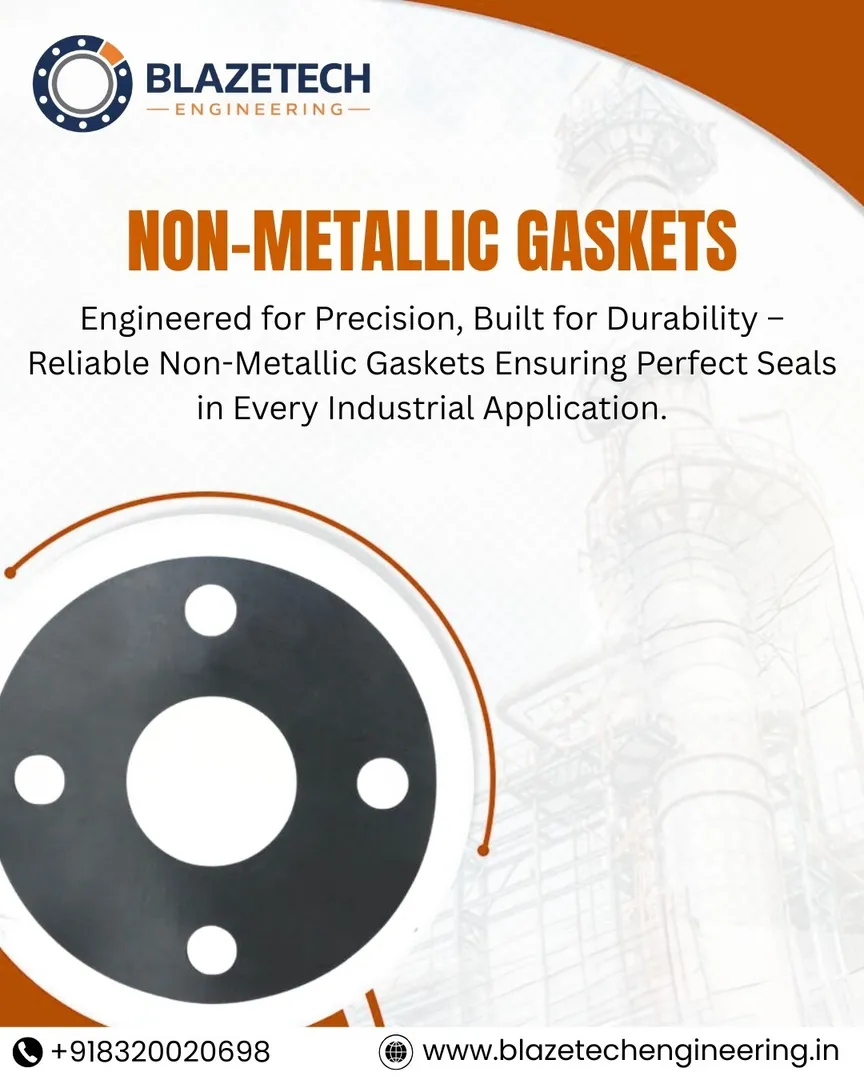 BLAZETECH
ENGINEERING
NON-METALLIC GASKETS
Engineered for Precision, Built for Durability –
Reliable Non-Metallic Gaskets Ensuring Perfect Seals
in Every Industrial Application.
+918320020698
www.blazetechengineering.in